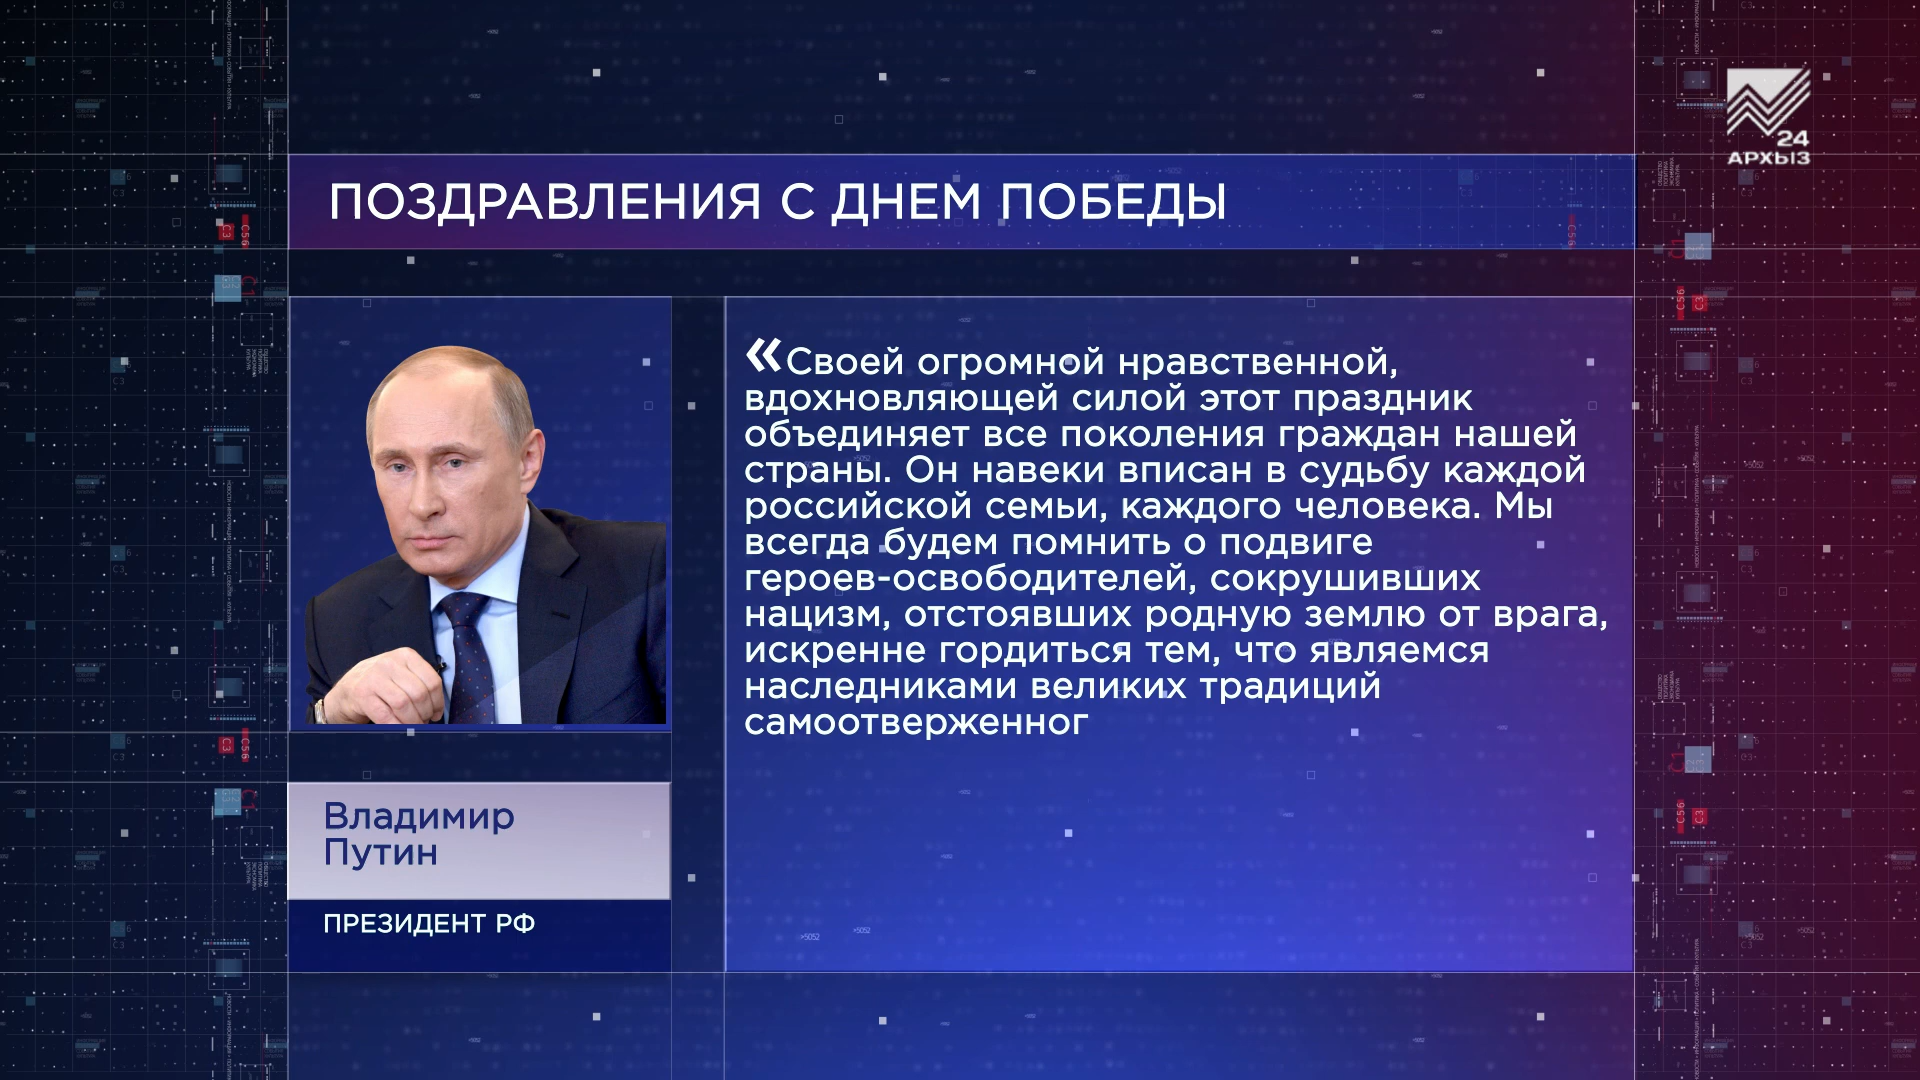 24
АРХЫЗ
ПОЗДРАВЛЕНИЯ С ДНЕМ ПОБЕДЫ
«Своей огромной нравственной,
вдохновляющей силой этот праздник
объединяет все поколения граждан нашей
страны. Он навеки вписан в судьбу каждой
российской семьи, каждого человека. Мы
всегда будем помнить о подвиге
героев-освободителей, сокрушивших
нацизм, отстоявших родную землю от врага,
искренне гордиться тем, что являемся
наследниками великих традиций
самоотверженног
Владимир
Путин
ПРЕЗИДЕНТ РФ